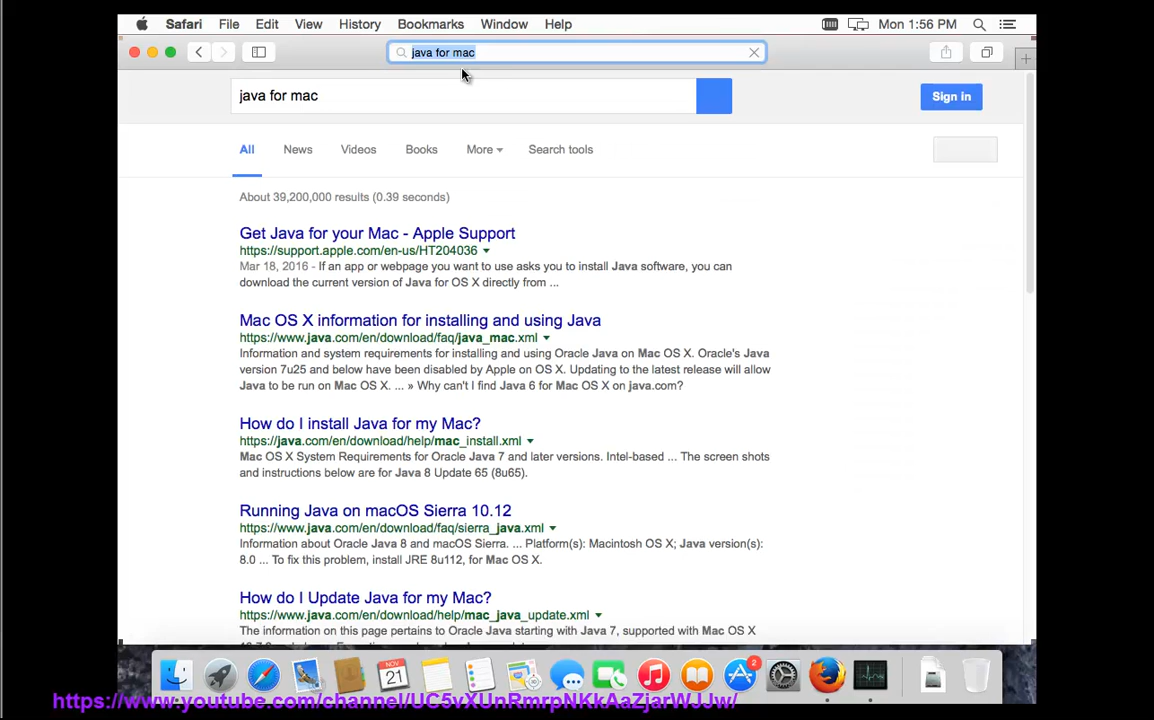 Safari File Edit View History Bookmarks Window Help Mon 1:56 PM
java for mac
java for mac
Sign in
All News Videos Books More Search tools
About 39,200,000 results (0.39 seconds)
Get Java for your Mac - Apple Support
https://support.apple.com/en-us/HT204036
Mar 18, 2016 - If an app or webpage you want to use asks you to install Java software, you can
download the current version of Java for OS X directly from ...
Mac OS X information for installing and using Java
https://www.java.com/en/download/faq/java_mac.xml
Information and system requirements for installing and using Oracle Java on Mac OS X. Oracle's Java
version 7u25 and below have been disabled by Apple on OS X. Updating to the latest release will allow
Java to be run on Mac OS X. ... » Why can't I find Java 6 for Mac OS X on java.com?
How do I install Java for my Mac?
https://java.com/en/download/help/mac_install.xml
Mac OS X System Requirements for Oracle Java 7 and later versions. Intel-based ... The screen shots
and instructions below are for Java 8 Update 65 (8u65).
Running Java on macOS Sierra 10.12
https://www.java.com/en/download/faq/sierra_java.xml
Information about Oracle Java 8 and macOS Sierra. ... Platform(s): Macintosh OS X; Java version(s):
8.0 ... To fix this problem, install JRE 8u112, for Mac OS X.
How do I Update Java for my Mac?
https://www.java.com/en/download/help/mac_java_update.xml
The information on this page pertains to Oracle Java starting with Java 7, supported with Mac OS X
NOV
21
2
https://www.youtube.com/channel/UC5vXUnRmrpNKkAaZjarWJJw/